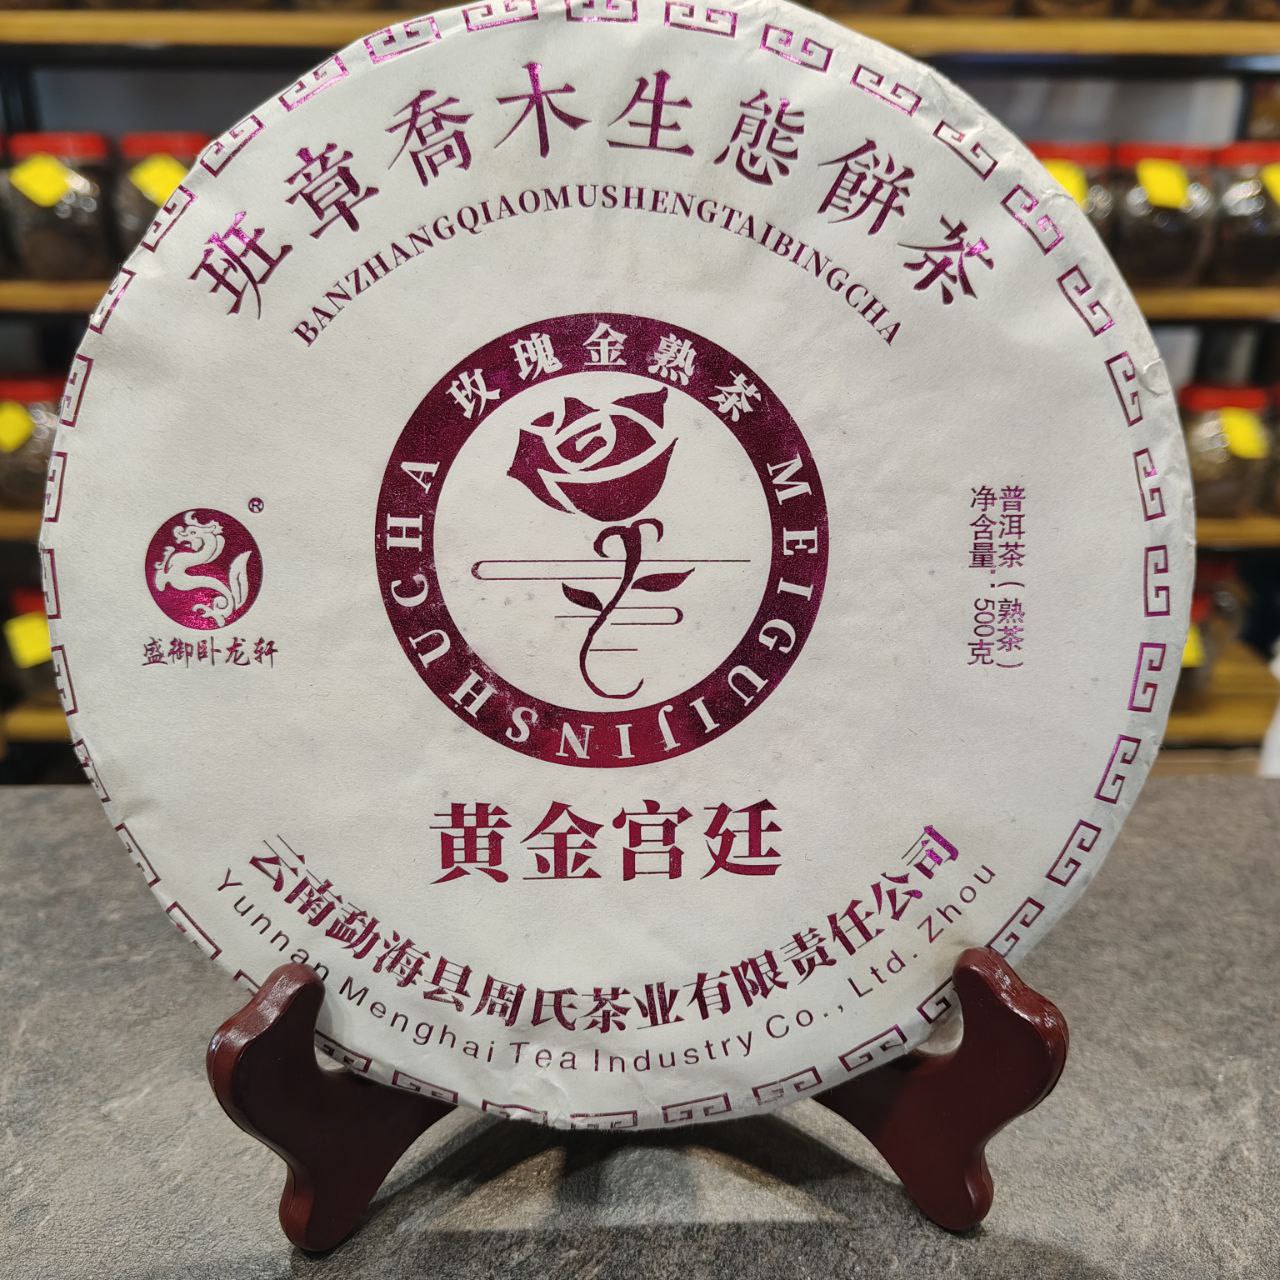 班章喬木生態餅茶
BANZHANGQIAOMUSHENGTAIBINGCHA
玫瑰金熟茶
MEIGUIJINSHUCHA
®
盛御卧龙轩
普洱茶（熟茶）
净含量：500克
黄金宫廷
云南勐海县周氏茶业有限责任公司
Yunnan Menghai Tea Industry Co., Ltd. Zhou